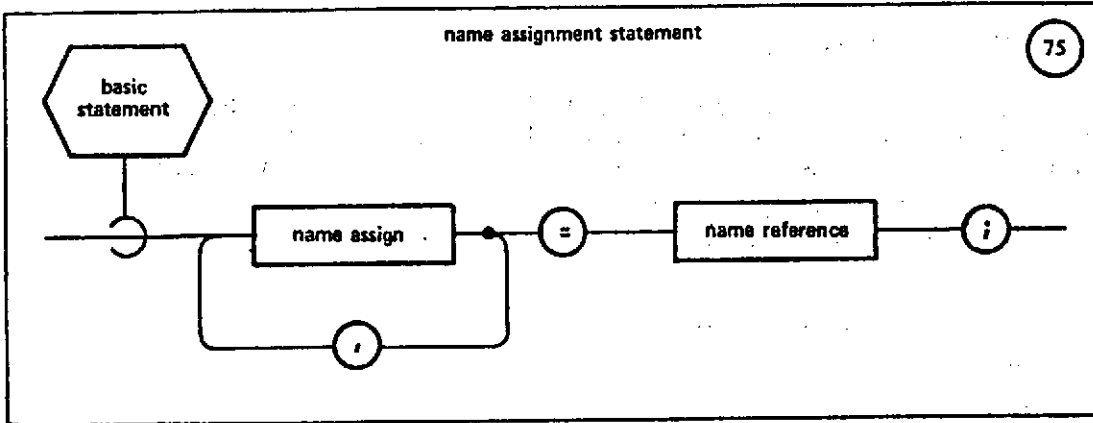 name assignment statement
75
basic
statement
name assign
=
name reference
;
,